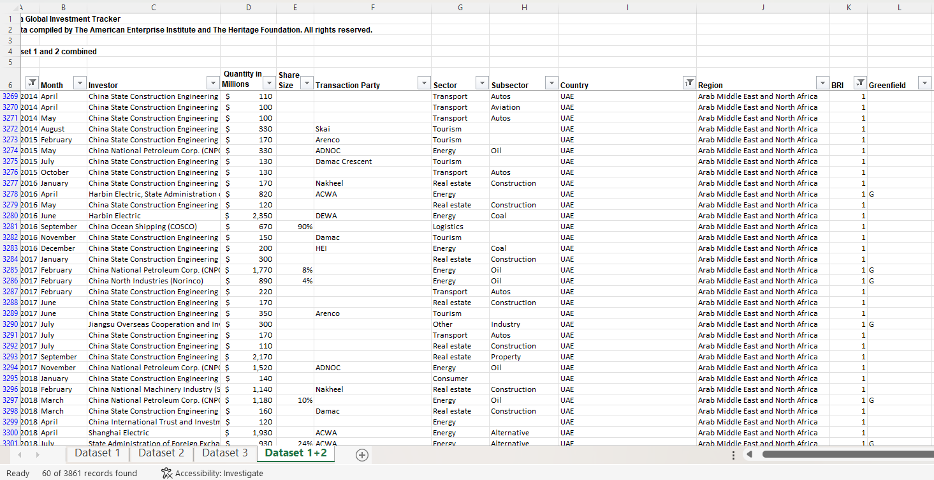 A B C D E F G H I J K L
1 a Global Investment Tracker
2 ta compiled by The American Enterprise Institute and The Heritage Foundation. All rights reserved.
3
4 set 1 and 2 combined
5
Quantity in Share
6 Month Investor Millions Size Transaction Party Sector Subsector Country Region BRI Greenfield
3269 2014 April China State Construction Engineering $ 110 Transport Autos UAE Arab Middle East and North Africa 1
3270 2014 April China State Construction Engineering $ 100 Transport Aviation UAE Arab Middle East and North Africa 1
3271 2014 May China State Construction Engineering $ 100 Transport Autos UAE Arab Middle East and North Africa 1
3272 2014 August China State Construction Engineering $ 330 Skai Tourism UAE Arab Middle East and North Africa 1
3273 2015 February China State Construction Engineering $ 170 Arenco Tourism UAE Arab Middle East and North Africa 1
3274 2015 May China National Petroleum Corp. (CNPC $ 330 ADNOC Energy Oil UAE Arab Middle East and North Africa 1
3275 2015 July China State Construction Engineering $ 130 Damac Crescent Tourism UAE Arab Middle East and North Africa 1
3276 2015 October China State Construction Engineering $ 130 Transport Autos UAE Arab Middle East and North Africa 1
3277 2016 January China State Construction Engineering $ 170 Nakheel Real estate Construction UAE Arab Middle East and North Africa 1
3278 2016 April Harbin Electric, State Administration $ 820 ACWA Energy Coal UAE Arab Middle East and North Africa 1 G
3279 2016 May China State Construction Engineering $ 120 Real estate Construction UAE Arab Middle East and North Africa 1
3280 2016 June Harbin Electric $ 2,350 DEWA Energy Coal UAE Arab Middle East and North Africa 1
3281 2016 September China Ocean Shipping (COSCO) $ 670 90% Logistics UAE Arab Middle East and North Africa 1
3282 2016 November China State Construction Engineering $ 150 Damac Tourism UAE Arab Middle East and North Africa 1
3283 2016 December China State Construction Engineering $ 200 HEI Energy Coal UAE Arab Middle East and North Africa 1
3284 2017 January China State Construction Engineering $ 300 Real estate Construction UAE Arab Middle East and North Africa 1
3285 2017 February China National Petroleum Corp. (CNPC $ 1,770 8% Energy Oil UAE Arab Middle East and North Africa 1 G
3286 2017 February China North Industries (Norinco) $ 890 4% Energy Oil UAE Arab Middle East and North Africa 1 G
3287 2017 February China State Construction Engineering $ 220 Transport Autos UAE Arab Middle East and North Africa 1
3288 2017 June China State Construction Engineering $ 170 Real estate Construction UAE Arab Middle East and North Africa 1
3289 2017 June China State Construction Engineering $ 350 Arenco Tourism UAE Arab Middle East and North Africa 1
3290 2017 July Jiangsu Overseas Cooperation and Inv $ 300 Other Industry UAE Arab Middle East and North Africa 1 G
3291 2017 July China State Construction Engineering $ 170 Transport Autos UAE Arab Middle East and North Africa 1
3292 2017 July China State Construction Engineering $ 110 Real estate Construction UAE Arab Middle East and North Africa 1
3293 2017 September China State Construction Engineering $ 2,170 Real estate Property UAE Arab Middle East and North Africa 1
3294 2017 November China National Petroleum Corp. (CNPC $ 1,520 ADNOC Energy Oil UAE Arab Middle East and North Africa 1
3295 2018 January China State Construction Engineering $ 140 Consumer UAE Arab Middle East and North Africa 1
3296 2018 February China National Machinery Industry (S $ 1,140 Nakheel Real estate Construction UAE Arab Middle East and North Africa 1
3297 2018 March China National Petroleum Corp. (CNPC $ 1,180 10% Energy Oil UAE Arab Middle East and North Africa 1 G
3298 2018 March China State Construction Engineering $ 160 Damac Real estate Construction UAE Arab Middle East and North Africa 1
3299 2018 April China International Trust and Investm $ 120 Energy UAE Arab Middle East and North Africa 1
3300 2018 April Shanghai Electric $ 1,930 ACWA Energy Alternative UAE Arab Middle East and North Africa 1
3301 2018 July State Administration of Foreign Excha $ 930 24% ACWA Energy Alternative UAE Arab Middle East and North Africa 1 G
Dataset 1 Dataset 2 Dataset 3 Dataset 1+2
Ready 60 of 3861 records found Accessibility: Investigate